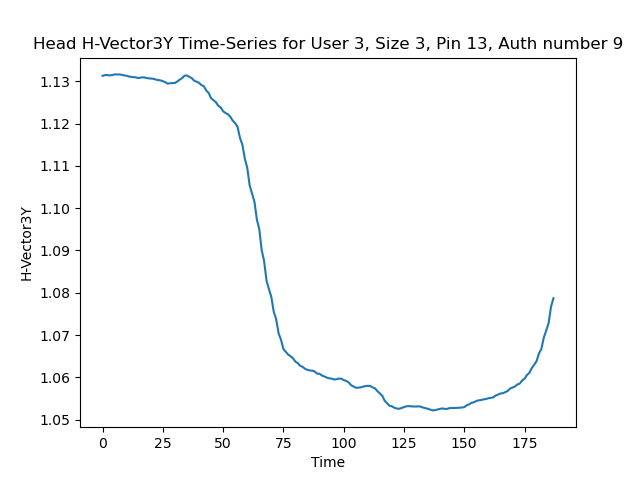 Head H-Vector3Y Time-Series for User 3, Size 3, Pin 13, Auth number 9
1.13
1.12
1.11
1.10
1.09
1.08
1.07
1.06
1.05
H-Vector3Y
0 25 50 75 100 125 150 175
Time